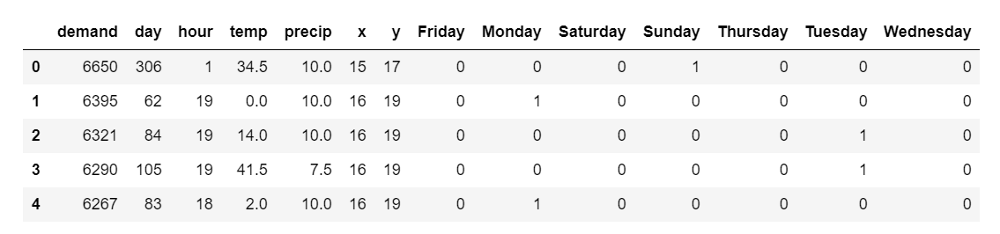 demand day hour temp precip x y Friday Monday Saturday Sunday Thursday Tuesday Wednesday
0 6650 306 1 34.5 10.0 15 17 0 0 0 1 0 0 0
1 6395 62 19 0.0 10.0 16 19 0 1 0 0 0 0 0
2 6321 84 19 14.0 10.0 16 19 0 0 0 0 0 1 0
3 6290 105 19 41.5 7.5 16 19 0 0 0 0 0 1 0
4 6267 83 18 2.0 10.0 16 19 0 1 0 0 0 0 0